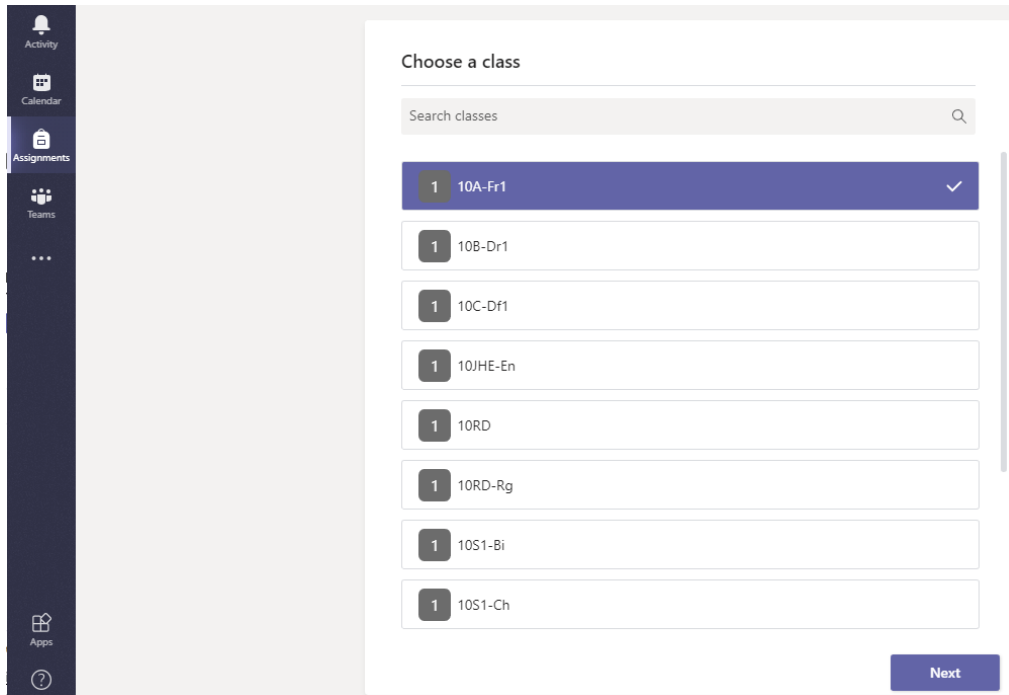 Activity
Calendar
Assignments
Teams
Apps
Choose a class
Search classes
1 10A-Fr1
1 10B-Dr1
1 10C-Df1
1 10JHE-En
1 10RD
1 10RD-Rg
1 10S1-Bi
1 10S1-Ch
Next